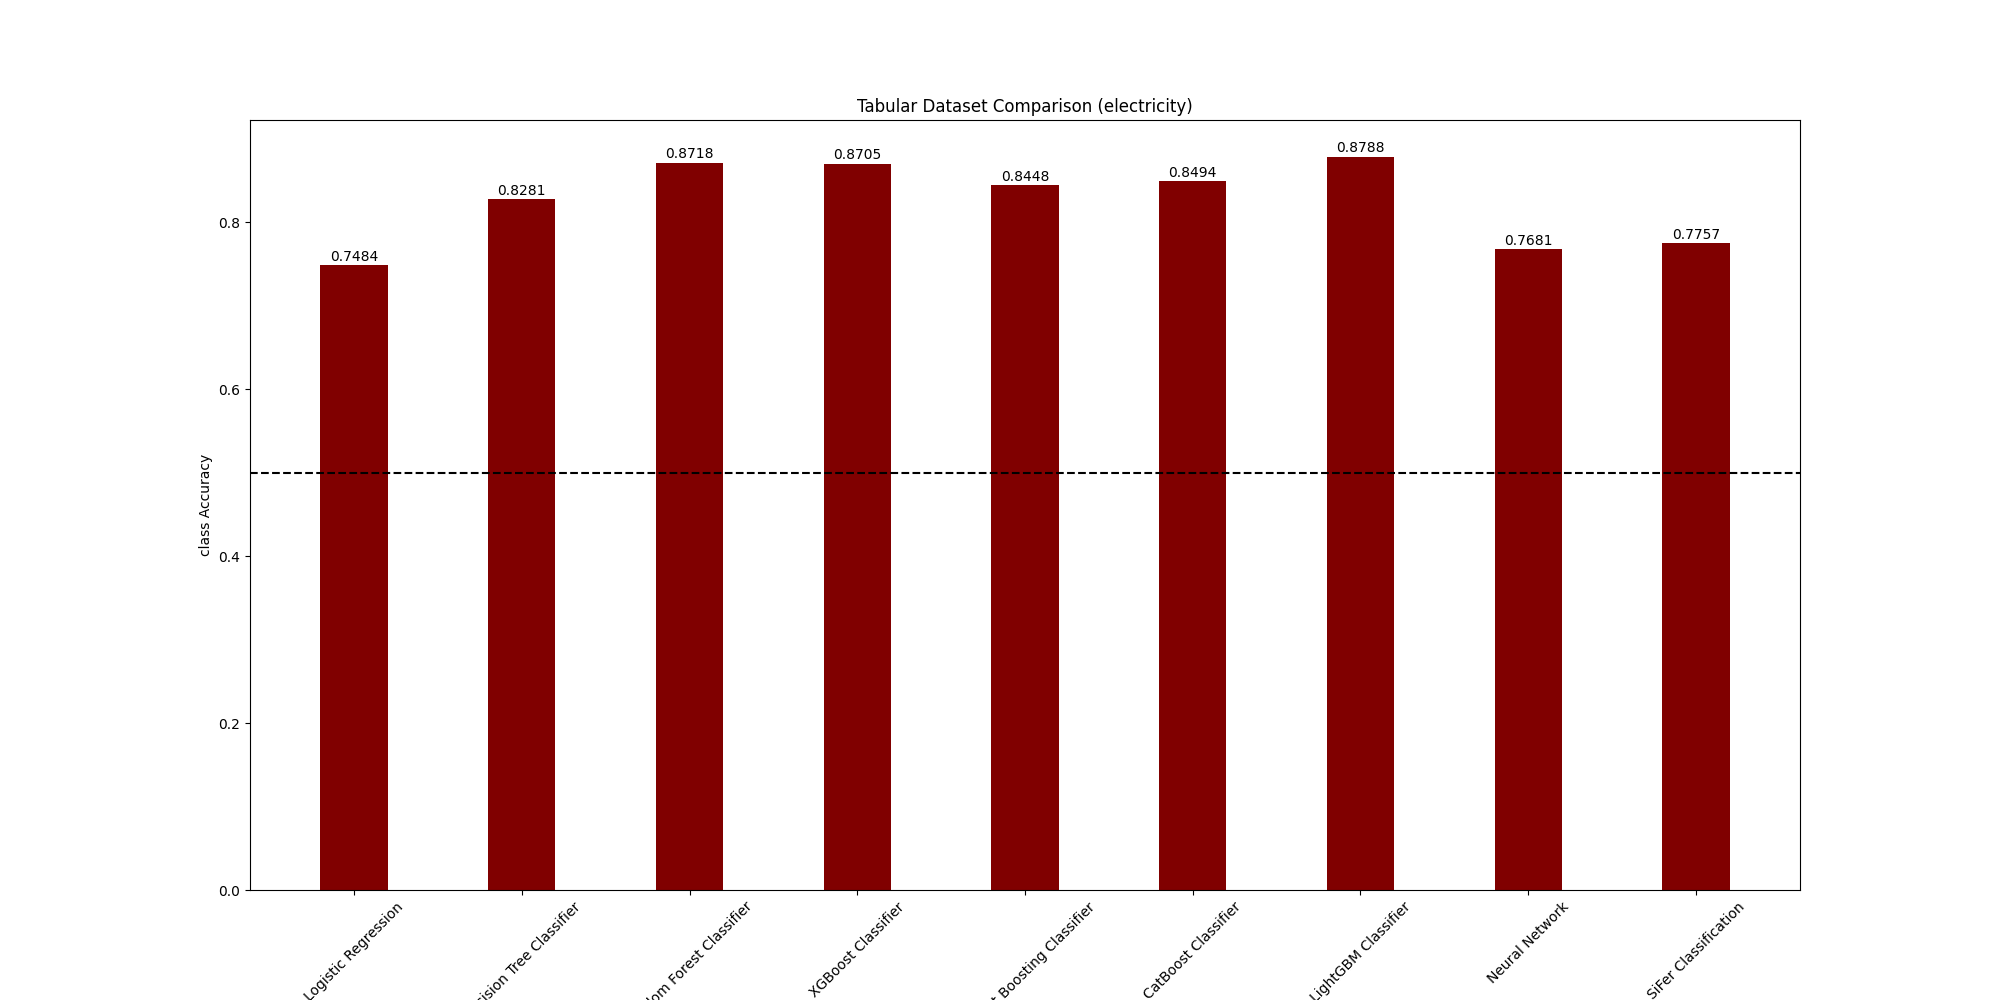 Tabular Dataset Comparison (electricity)
class Accuracy
0.8
0.6
0.4
0.2
0.0
0.7484
0.8281
0.8718
0.8705
0.8448
0.8494
0.8788
0.7681
0.7757
Logistic Regression
ision Tree Classifier
om Forest Classifier
XGBoost Classifier
t Boosting Classifier
CatBoost Classifier
LightGBM Classifier
Neural Network
SiFer Classification